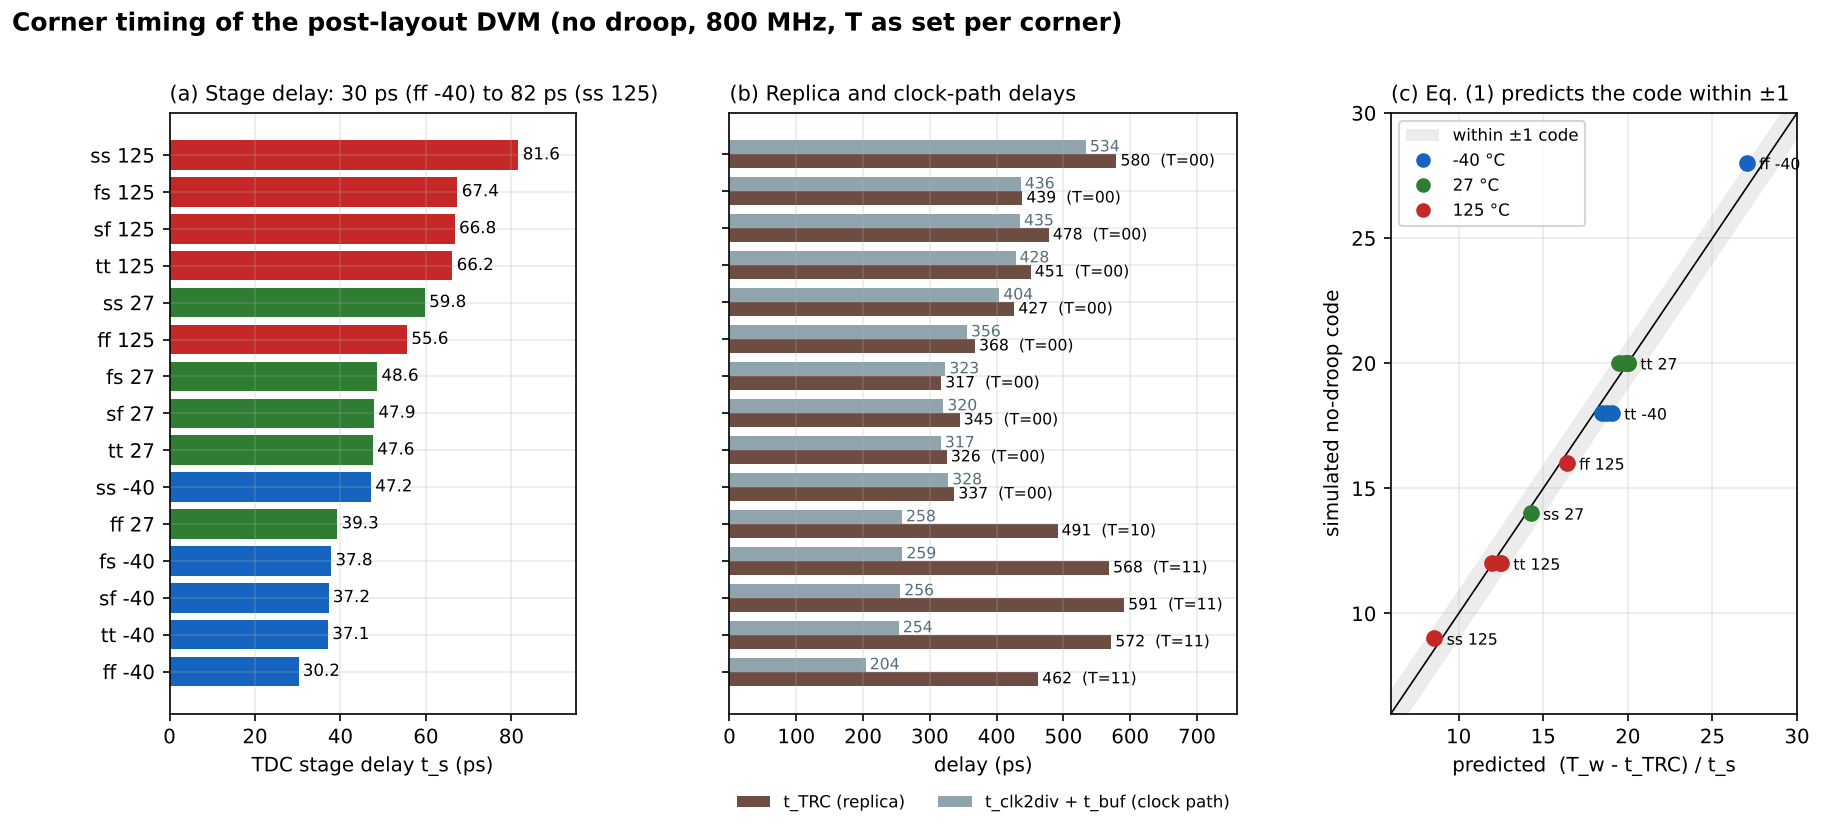 Corner timing of the post-layout DVM (no droop, 800 MHz, T as set per corner)
(a) Stage delay: 30 ps (ff -40) to 82 ps (ss 125)
ss 125
81.6
fs 125
67.4
sf 125
66.8
tt 125
66.2
ss 27
59.8
ff 125
55.6
fs 27
48.6
sf 27
47.9
tt 27
47.6
ss -40
47.2
ff 27
39.3
fs -40
37.8
sf -40
37.2
tt -40
37.1
ff -40
30.2
0 20 40 60 80
TDC stage delay t_s (ps)
(b) Replica and clock-path delays
534
580 (T=00)
436
439 (T=00)
435
478 (T=00)
428
451 (T=00)
404
427 (T=00)
356
368 (T=00)
323
317 (T=00)
320
345 (T=00)
317
326 (T=00)
328
337 (T=00)
258
491 (T=10)
259
568 (T=11)
256
591 (T=11)
254
572 (T=11)
204
462 (T=11)
0 100 200 300 400 500 600 700
delay (ps)
t_TRC (replica)
t_clk2div + t_buf (clock path)
(c) Eq. (1) predicts the code within ±1
within ±1 code
-40 °C
27 °C
125 °C
ff -40
tt 27
tt -40
ff 125
ss 27
tt 125
ss 125
30
25
20
15
10
simulated no-droop code
10 15 20 25 30
predicted (T_w - t_TRC) / t_s